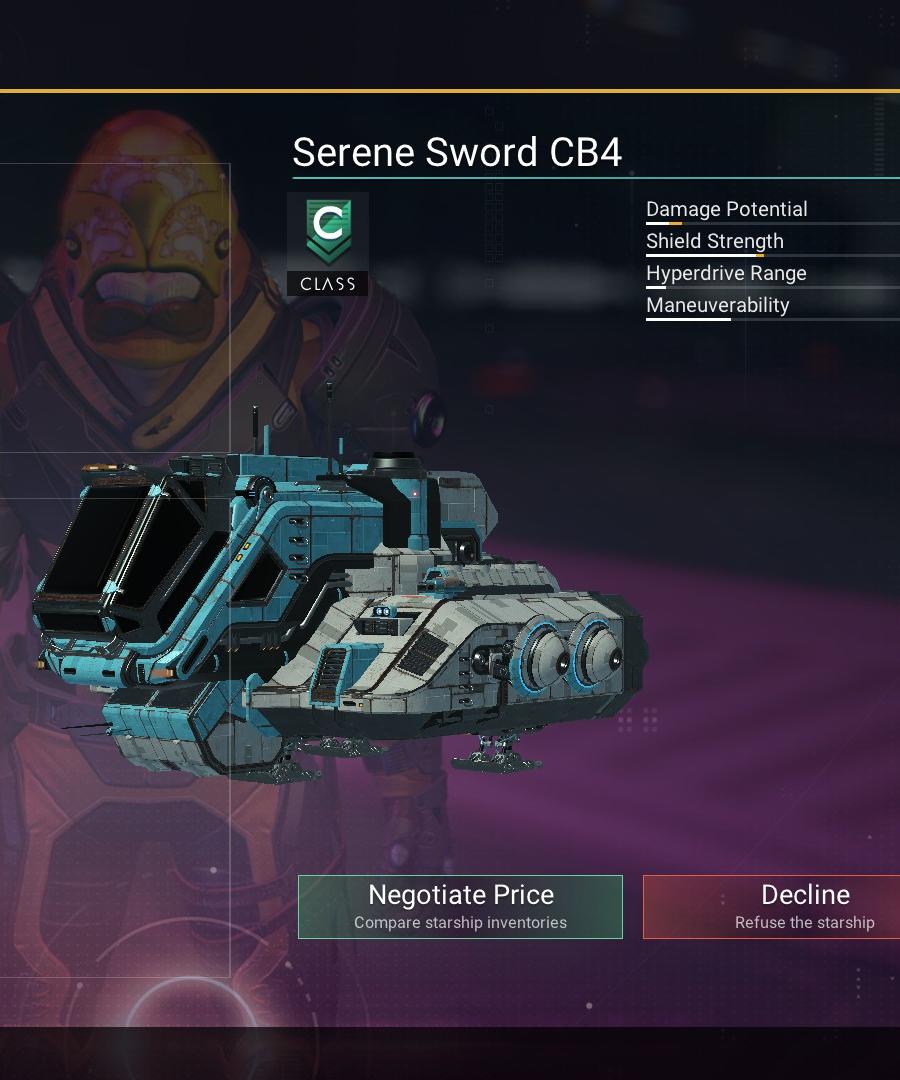 Serene Sword CB4
C
CLASS
Damage Potential
Shield Strength
Hyperdrive Range
Maneuverability
Negotiate Price
Compare starship inventories
Decline
Refuse the starship